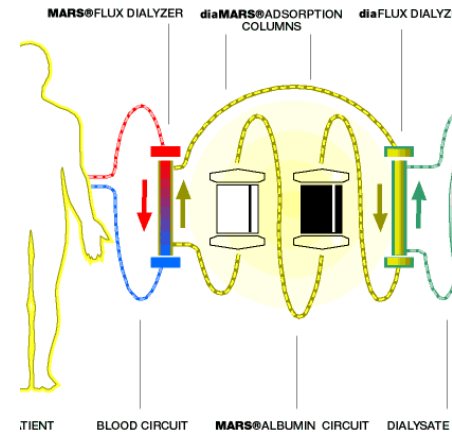 MARS®FLUX DIALYZER
diaMARS®ADSORPTION
COLUMNS
diaFLUX DIALYZ
TIENT
BLOOD CIRCUIT
MARS®ALBUMIN CIRCUIT
DIALYSATE